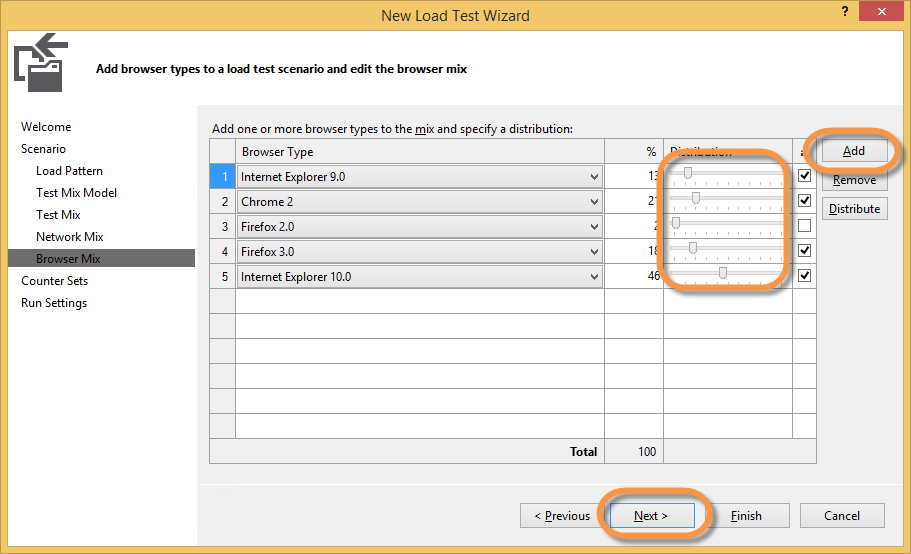 New Load Test Wizard
?
Add browser types to a load test scenario and edit the browser mix
Welcome
Scenario
Load Pattern
Test Mix Model
Test Mix
Network Mix
Browser Mix
Counter Sets
Run Settings
Add one or more browser types to the mix and specify a distribution:
Browser Type % Distribution
1 Internet Explorer 9.0 13
2 Chrome 2 21
3 Firefox 2.0 2
4 Firefox 3.0 18
5 Internet Explorer 10.0 46
Total 100
Add
Remove
Distribute
< Previous Next > Finish Cancel